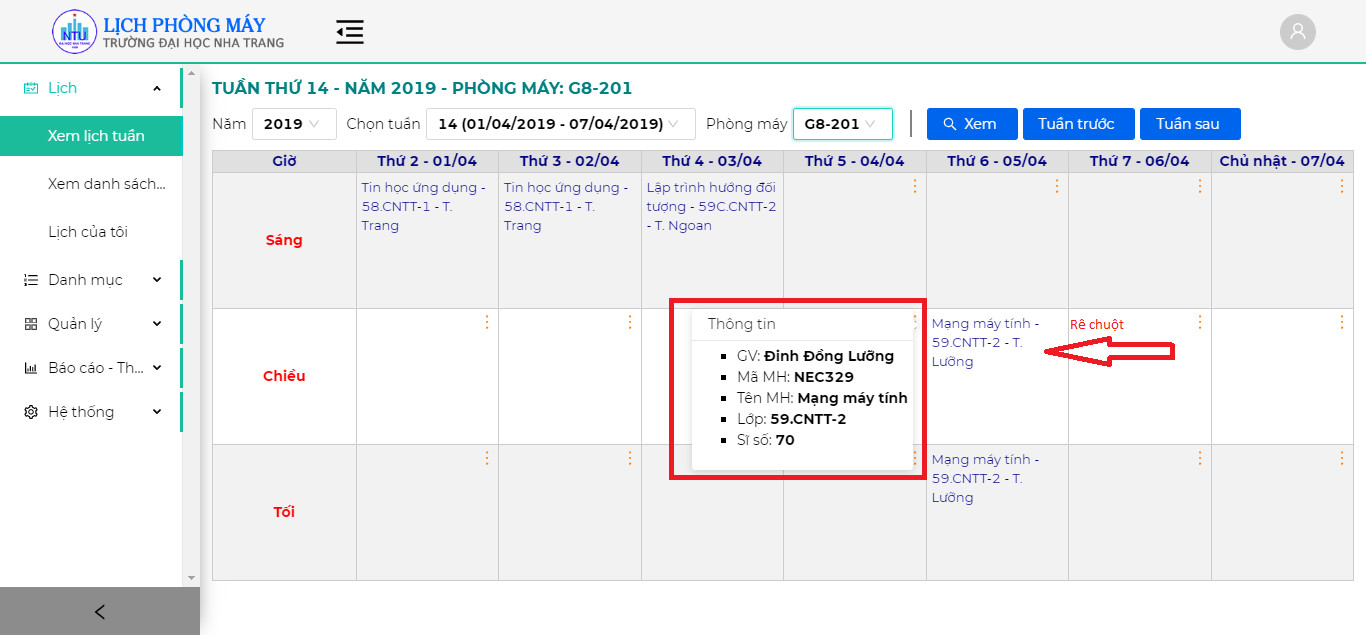 LỊCH PHÒNG MÁY
NTU
TRƯỜNG ĐẠI HỌC NHA TRANG
Lịch
Xem lịch tuần
Xem danh sách...
Lịch của tôi
Danh mục
Quản lý
Báo cáo - Th...
Hệ thống
TUẦN THỨ 14 - NĂM 2019 - PHÒNG MÁY: G8-201
Năm 2019 Chọn tuần 14 (01/04/2019 - 07/04/2019) Phòng máy G8-201 Xem Tuần trước Tuần sau
Giờ Thứ 2 - 01/04 Thứ 3 - 02/04 Thứ 4 - 03/04 Thứ 5 - 04/04 Thứ 6 - 05/04 Thứ 7 - 06/04 Chủ nhật - 07/04
Sáng
Tin học ứng dụng -
58.CNTT-1 - T.
Trang
Tin học ứng dụng -
58.CNTT-1 - T.
Trang
Lập trình hướng đối
tượng - 59C.CNTT-2
- T. Ngoan
Chiều
Thông tin
GV: Đinh Đồng Lưỡng
Mã MH: NEC329
Tên MH: Mạng máy tính
Lớp: 59.CNTT-2
Sĩ số: 70
Mạng máy tính -
59.CNTT-2 - T.
Lưỡng
Rê chuột
Tối
Mạng máy tính -
59.CNTT-2 - T.
Lưỡng